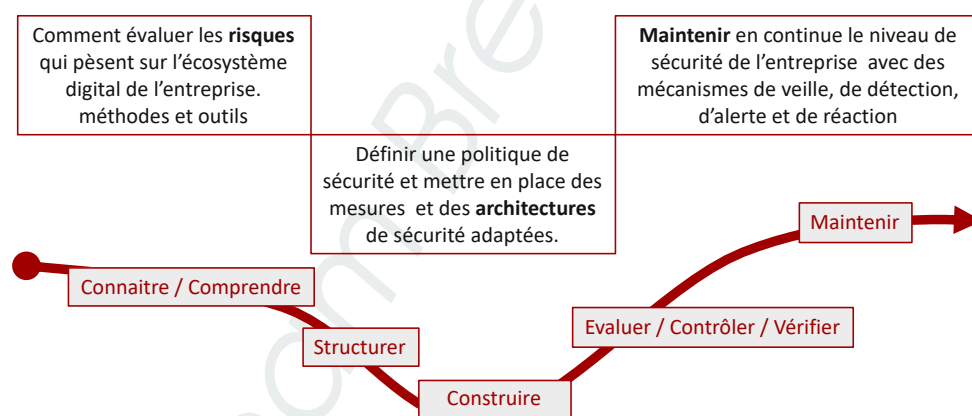 Comment évaluer les risques
qui pèsent sur l'écosystème
digital de l'entreprise.
méthodes et outils
Maintenir en continue le niveau de
sécurité de l'entreprise avec des
mécanismes de veille, de détection,
d'alerte et de réaction
Définir une politique de
sécurité et mettre en place des
mesures et des architectures
de sécurité adaptées.
Maintenir
Connaitre / Comprendre
Evaluer / Contrôler / Vérifier
Structurer
Construire